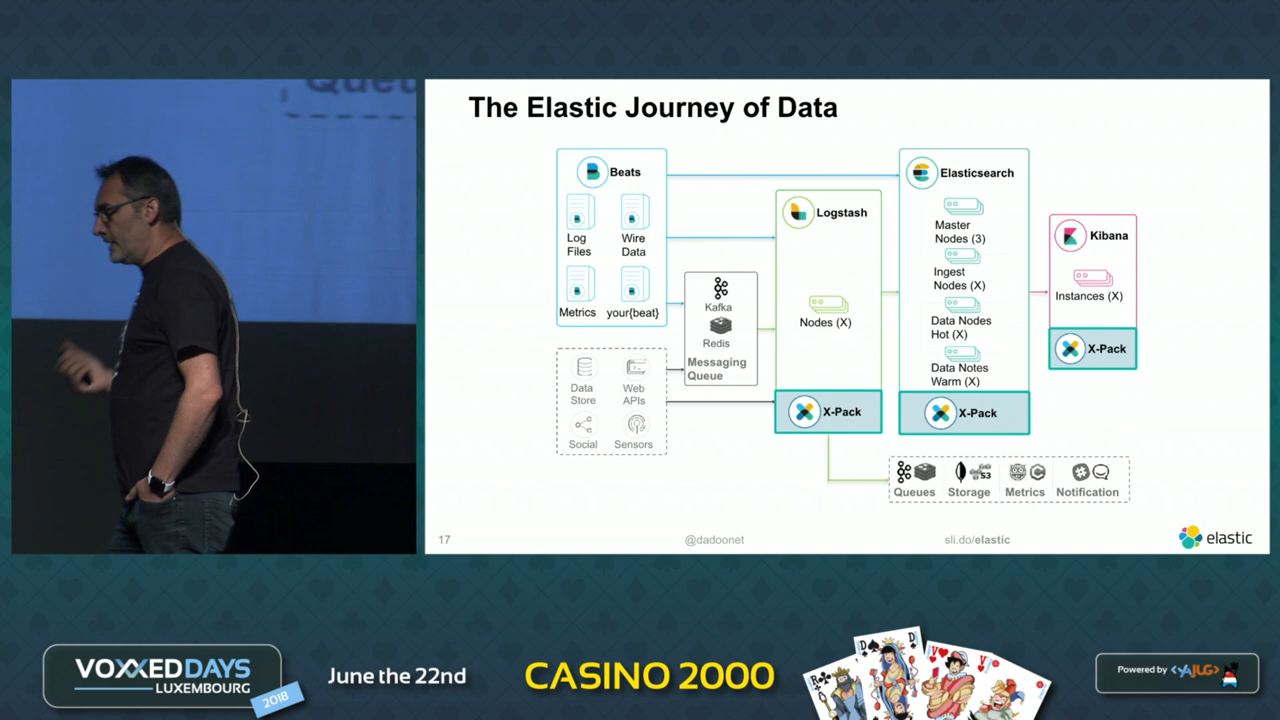 The Elastic Journey of Data
Beats
Log
Files
Wire
Data
Metrics
your{beat}
Data
Store
Web
APIs
Social
Sensors
Kafka
Redis
Messaging
Queue
Logstash
Nodes (X)
X-Pack
Elasticsearch
Master
Nodes (3)
Ingest
Nodes (X)
Data Nodes
Hot (X)
Data Notes
Warm (X)
X-Pack
Kibana
Instances (X)
X-Pack
S3
Queues
Storage
Metrics
Notification
17
@dadoonet
sli.do/elastic
elastic
VOXXEDDAYS
LUXEMBOURG
2018
June the 22nd
CASINO 2000
R
D
D
V
V
Powered by <YAJUG>